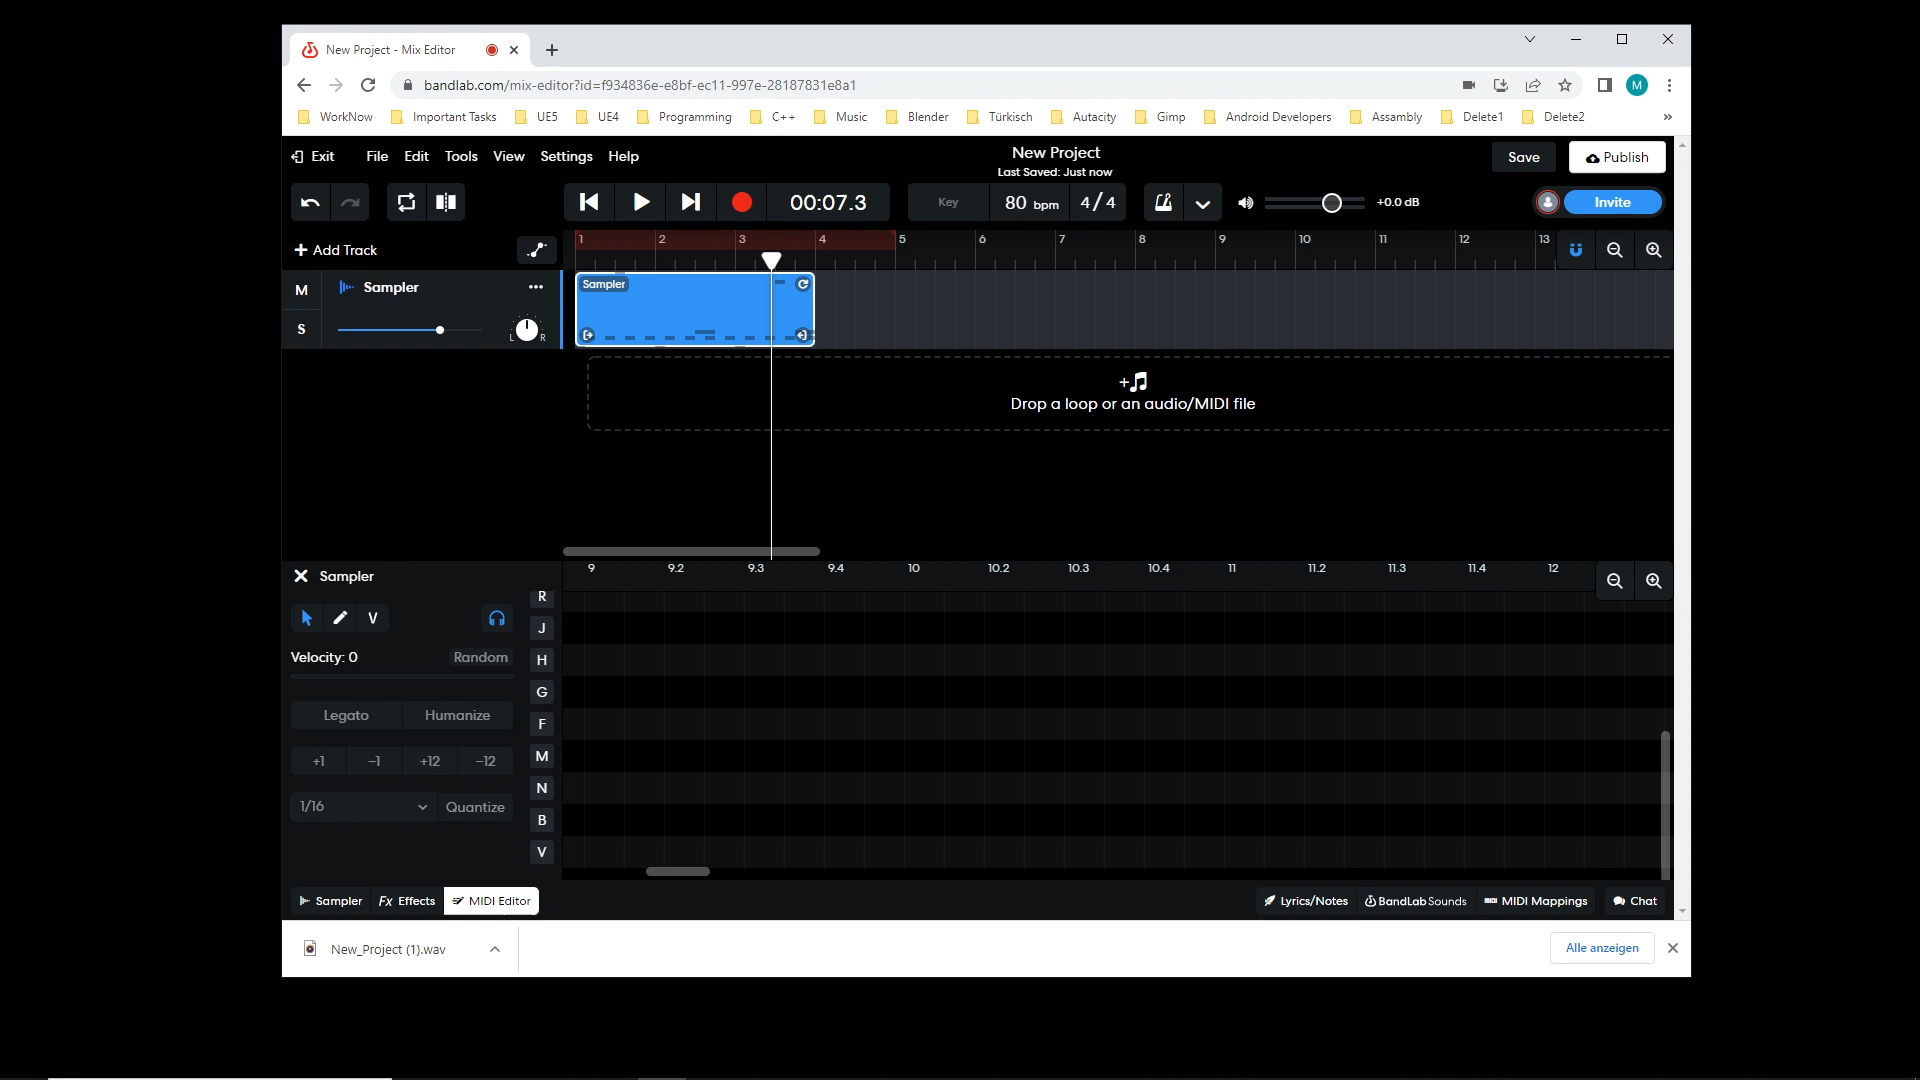 New Project - Mix Editor
bandlab.com/mix-editor?id=f934836e-e8bf-ec11-997e-28187831e8a1
M
WorkNow Important Tasks UE5 UE4 Programming C++ Music Blender Türkisch Autacity Gimp Android Developers Assambly Delete1 Delete2 »
Exit File Edit Tools View Settings Help
New Project
Last Saved: Just now
Save Publish
00:07.3 Key 80 bpm 4/4 +0.0 dB Invite
+ Add Track
1 2 3 4 5 6 7 8 9 10 11 12 13
M Sampler
S L R
Sampler
Drop a loop or an audio/MIDI file
Sampler
9 9.2 9.3 9.4 10 10.2 10.3 10.4 11 11.2 11.3 11.4 12
R
V
J
Velocity: 0 Random
H
G
Legato Humanize
F
+1 -1 +12 -12
M
N
1/16 Quantize
B
V
Sampler Fx Effects MIDI Editor
Lyrics/Notes BandLab Sounds MIDI Mappings Chat
New_Project (1).wav
Alle anzeigen